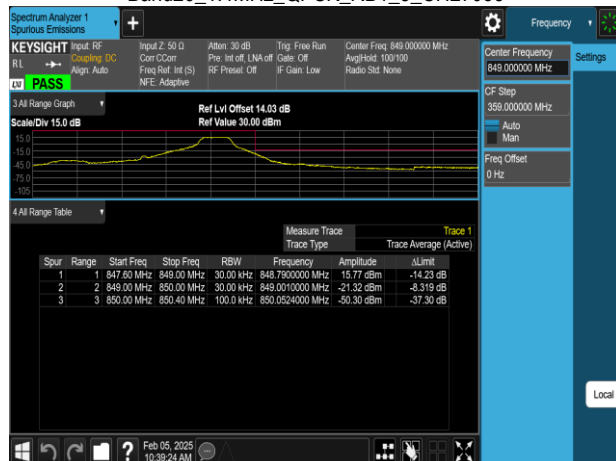 Spectrum Analyzer 1
Spurious Emissions
Frequency
KEYSIGHT
RL
LXI
PASS
Input: RF
Coupling: DC
Align: Auto
Input Z: 50 Ω
Corr CCorr
Freq Ref: Int (S)
NFE: Adaptive
Atten: 30 dB
Pre: Int off, LNA off
RF Preset: Off
Trig: Free Run
Gate: Off
IF Gain: Low
Center Freq: 849.000000 MHz
Avg|Hold: 100/100
Radio Std: None
Center Frequency
849.000000 MHz
Settings
CF Step
359.000000 MHz
Auto
Man
Freq Offset
0 Hz
3 All Range Graph
Scale/Div 15.0 dB
Ref Lvl Offset 14.03 dB
Ref Value 30.00 dBm
15.0
-15.0
-45.0
-75.0
-105
4 All Range Table
Measure Trace Trace 1
Trace Type Trace Average (Active)
Spur Range Start Freq Stop Freq RBW Frequency Amplitude ΔLimit
1 1 847.60 MHz 849.00 MHz 30.00 kHz 848.7900000 MHz 15.77 dBm -14.23 dB
2 2 849.00 MHz 850.00 MHz 30.00 kHz 849.0010000 MHz -21.32 dBm -8.319 dB
3 3 850.00 MHz 850.40 MHz 100.0 kHz 850.0524000 MHz -50.30 dBm -37.30 dB
Local
Feb 05, 2025
10:39:24 AM